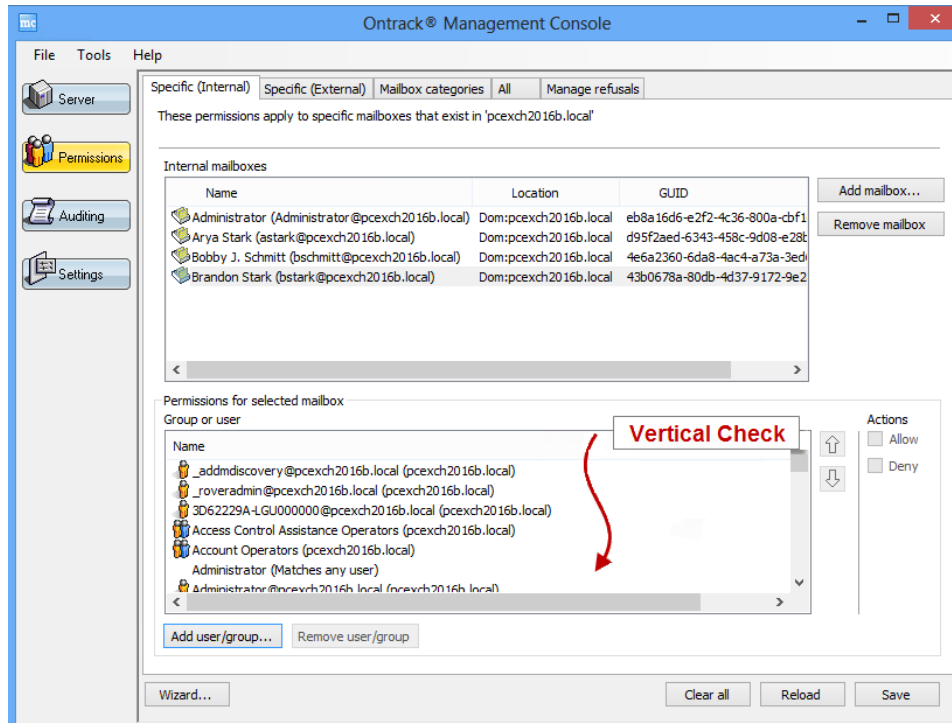 mc
Ontrack® Management Console
File Tools Help
Server
Permissions
Auditing
Settings
Specific (Internal) Specific (External) Mailbox categories All Manage refusals
These permissions apply to specific mailboxes that exist in 'pcexch2016b.local'
Internal mailboxes
Name Location GUID
Administrator (Administrator@pcexch2016b.local) Dom:pcexch2016b.local eb8a16d6-e2f2-4c36-800a-cbf1
Arya Stark (astark@pcexch2016b.local) Dom:pcexch2016b.local d95f2aed-6343-458c-9d08-e28b
Bobby J. Schmitt (bschmitt@pcexch2016b.local) Dom:pcexch2016b.local 4e6a2360-6da8-4ac4-a73a-3ed
Brandon Stark (bstark@pcexch2016b.local) Dom:pcexch2016b.local 43b0678a-80db-4d37-9172-9e2
Add mailbox...
Remove mailbox
Permissions for selected mailbox
Group or user
Name
_addmdiscovery@pcexch2016b.local (pcexch2016b.local)
_roveradmin@pcexch2016b.local (pcexch2016b.local)
3D62229A-LGU000000@pcexch2016b.local (pcexch2016b.local)
Access Control Assistance Operators (pcexch2016b.local)
Account Operators (pcexch2016b.local)
Administrator (Matches any user)
Administrator@pcexch2016b.local (pcexch2016b.local)
Vertical Check
Actions
Allow
Deny
Add user/group... Remove user/group
Wizard... Clear all Reload Save